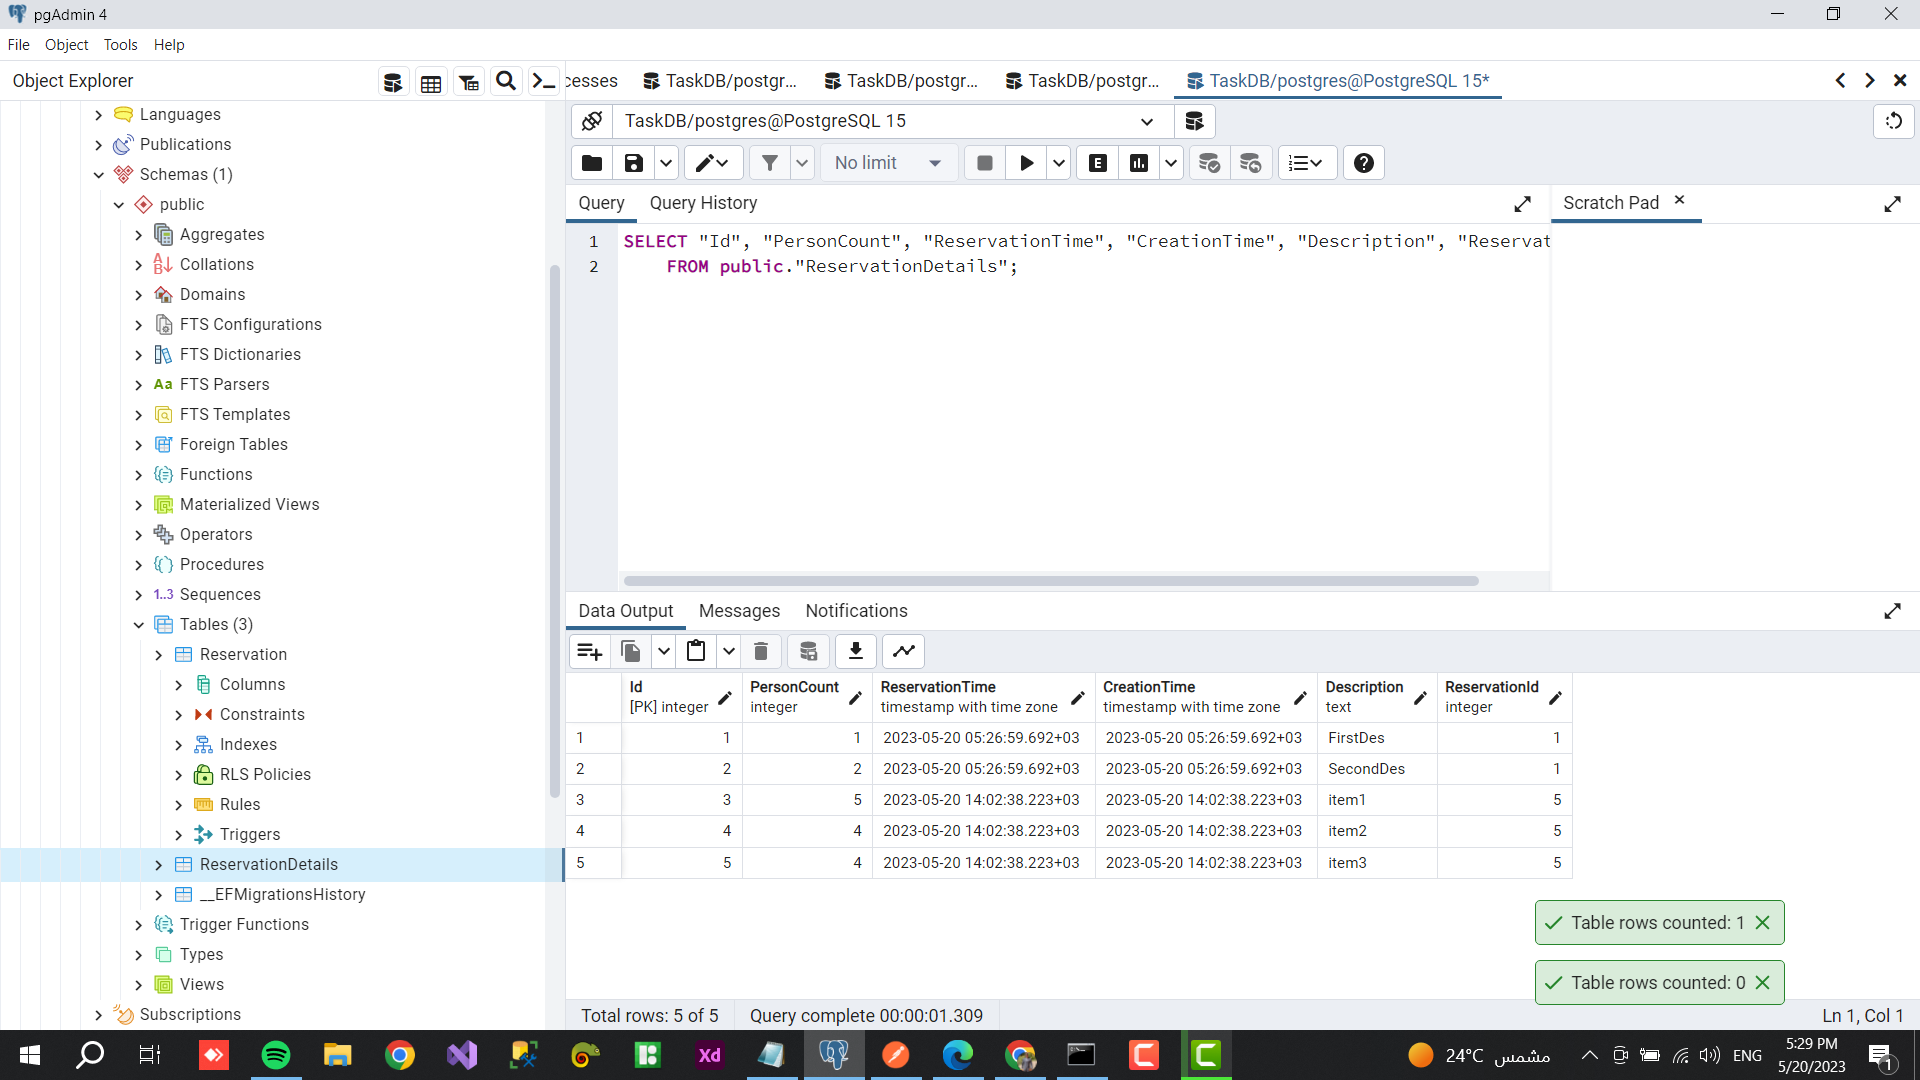 pgAdmin 4
File Object Tools Help
Object Explorer
cesses TaskDB/postgr... TaskDB/postgr... TaskDB/postgr... TaskDB/postgres@PostgreSQL 15*
Languages
Publications
Schemas (1)
public
Aggregates
Collations
Domains
FTS Configurations
FTS Dictionaries
Aa FTS Parsers
FTS Templates
Foreign Tables
Functions
Materialized Views
Operators
Procedures
1..3 Sequences
Tables (3)
Reservation
Columns
Constraints
Indexes
RLS Policies
Rules
Triggers
ReservationDetails
__EFMigrationsHistory
Trigger Functions
Types
Views
Subscriptions
TaskDB/postgres@PostgreSQL 15
No limit
E
Query Query History
Scratch Pad
1 SELECT "Id", "PersonCount", "ReservationTime", "CreationTime", "Description", "Reservat
2 FROM public."ReservationDetails";
Data Output Messages Notifications
Id PersonCount ReservationTime CreationTime Description ReservationId
[PK] integer integer timestamp with time zone timestamp with time zone text integer
1 1 1 2023-05-20 05:26:59.692+03 2023-05-20 05:26:59.692+03 FirstDes 1
2 2 2 2023-05-20 05:26:59.692+03 2023-05-20 05:26:59.692+03 SecondDes 1
3 3 5 2023-05-20 14:02:38.223+03 2023-05-20 14:02:38.223+03 item1 5
4 4 4 2023-05-20 14:02:38.223+03 2023-05-20 14:02:38.223+03 item2 5
5 5 4 2023-05-20 14:02:38.223+03 2023-05-20 14:02:38.223+03 item3 5
Table rows counted: 1
Table rows counted: 0
Total rows: 5 of 5 Query complete 00:00:01.309 Ln 1, Col 1
Xd
24°C مشمس
ENG
5:29 PM
5/20/2023
1